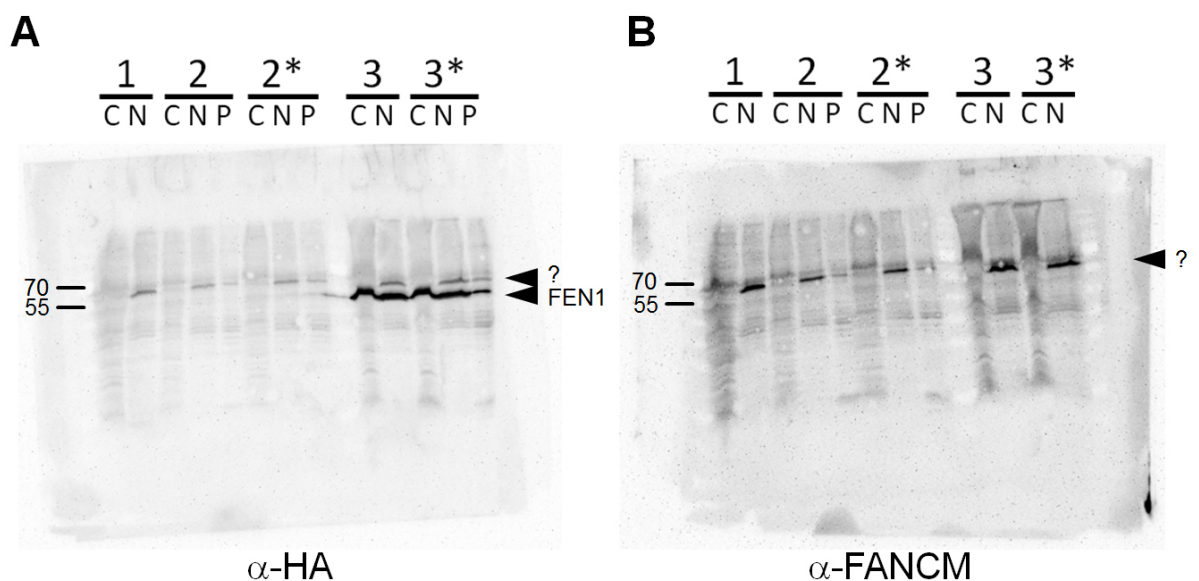 A
B
1 2 2* 3 3*
C N C N P C N P C N C N P
1 2 2* 3 3*
C N C N P C N P C N C N
?
70
55
FEN1
70
55
?
α-HA
α-FANCM